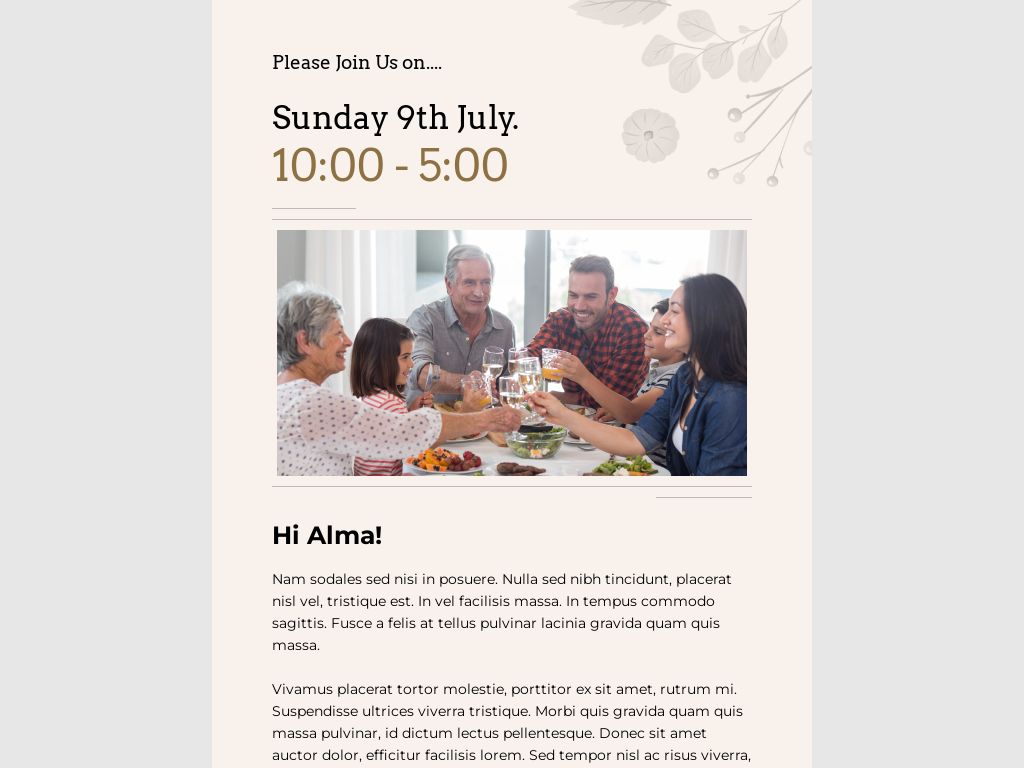 Please Join Us on....
Sunday 9th July.
10:00 - 5:00
Hi Alma!
Nam sodales sed nisi in posuere. Nulla sed nibh tincidunt, placerat
nisl vel, tristique est. In vel facilisis massa. In tempus commodo
sagittis. Fusce a felis at tellus pulvinar lacinia gravida quam quis
massa.
Vivamus placerat tortor molestie, porttitor ex sit amet, rutrum mi.
Suspendisse ultrices viverra tristique. Morbi quis gravida quam quis
massa pulvinar, id dictum lectus pellentesque. Donec sit amet
auctor dolor, efficitur facilisis lorem. Sed tempor nisl ac risus viverra,